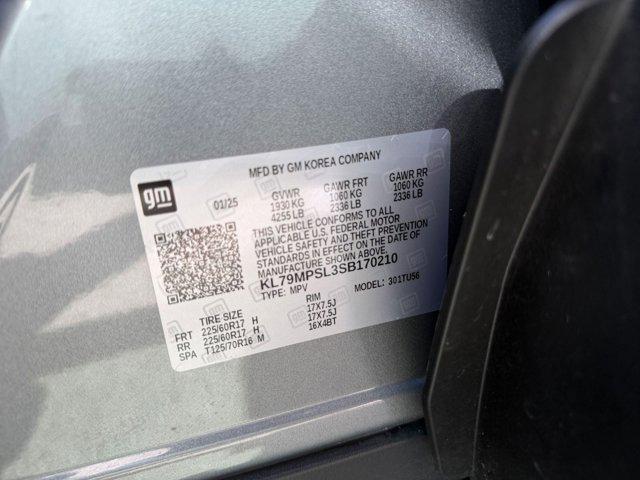 MFD BY GM KOREA COMPANY
gm
01/25
GVWR GAWR FRT GAWR RR
1930 KG 1060 KG 1060 KG
4255 LB 2336 LB 2336 LB
THIS VEHICLE CONFORMS TO ALL
APPLICABLE U.S. FEDERAL MOTOR
VEHICLE SAFETY AND THEFT PREVENTION
STANDARDS IN EFFECT ON THE DATE OF
MANUFACTURE SHOWN ABOVE.
KL79MPSL3SB170210
TYPE: MPV MODEL: 301TU56
TIRE SIZE RIM
FRT 225/60R17 H 17X7.5J
RR 225/60R17 H 17X7.5J
SPA T125/70R16 M 16X4BT